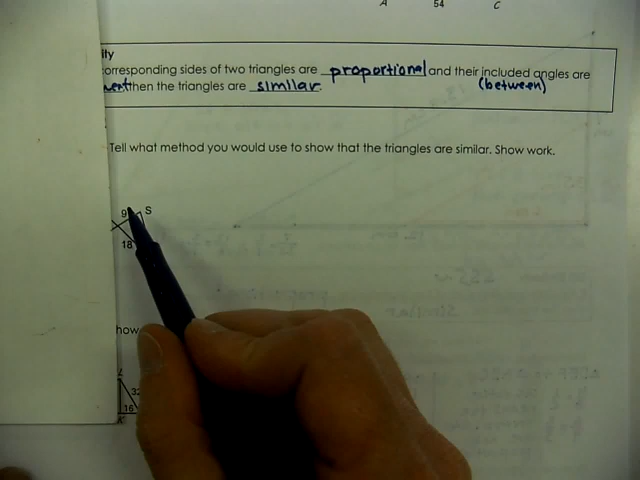 A 54 C
ity
orresponding sides of two triangles are proportional and their included angles are
then the triangles are similar. (between)
Tell what method you would use to show that the triangles are similar. Show work.
9 S
18
how
L
32
16
K